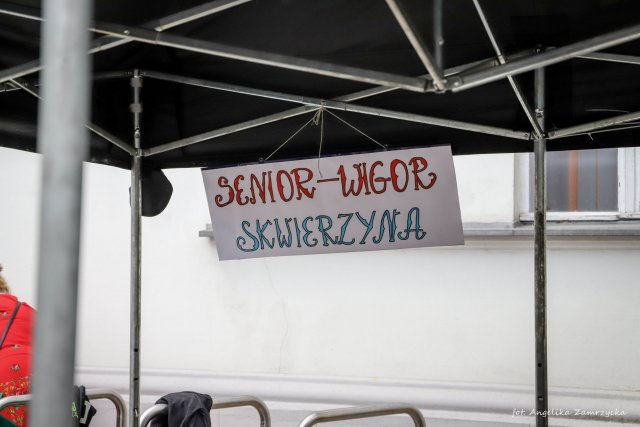 SENIOR-WIGOR
SKWIERZYNA
fot. Angelika Zamrzycka